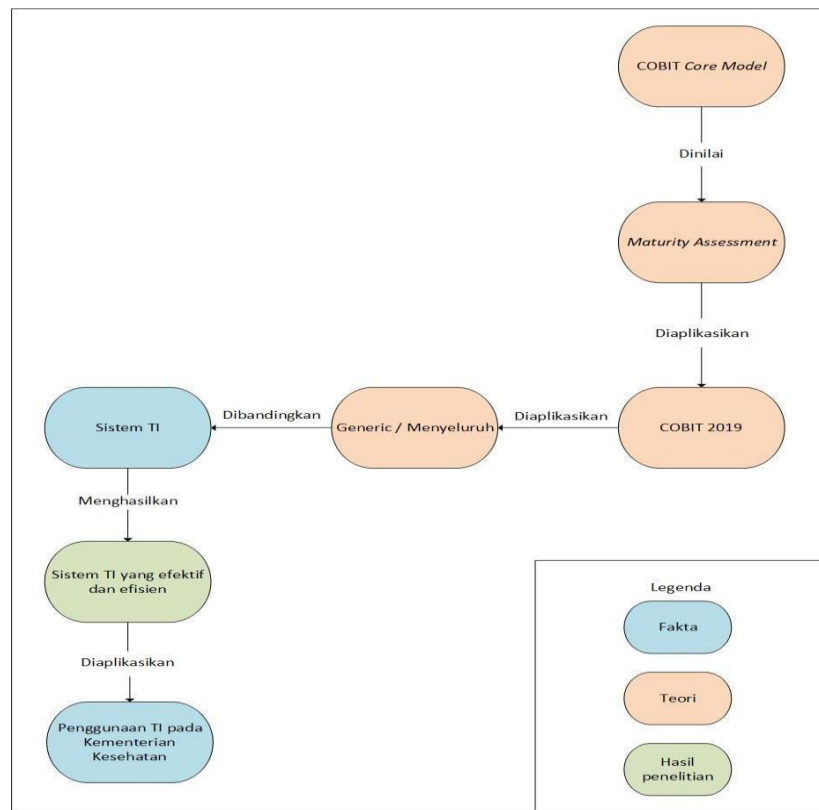 COBIT Core Model
Dinilai
Maturity Assessment
Diaplikasikan
COBIT 2019
Diaplikasikan
Generic / Menyeluruh
Dibandingkan
Sistem TI
Menghasilkan
Sistem TI yang efektif
dan efisien
Diaplikasikan
Penggunaan TI pada
Kementerian
Kesehatan
Legenda
Fakta
Teori
Hasil
penelitian